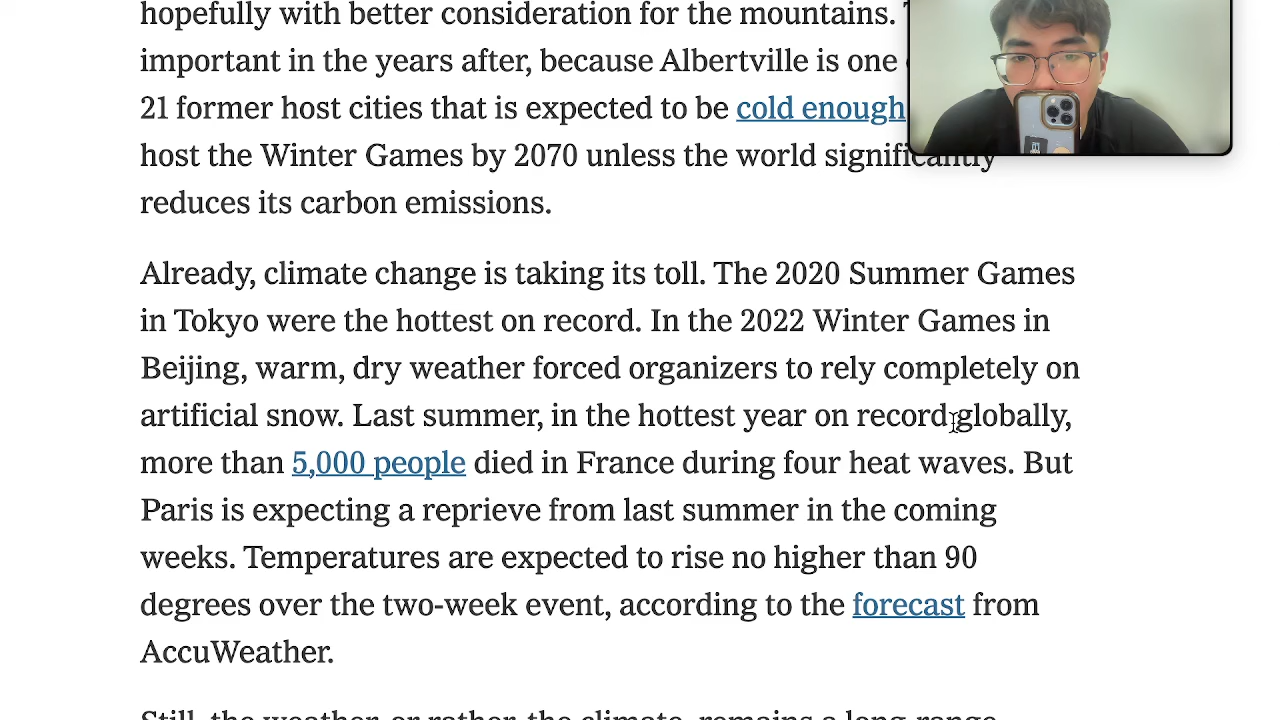 hopefully with better consideration for the mountains.
important in the years after, because Albertville is one
21 former host cities that is expected to be cold enough
host the Winter Games by 2070 unless the world significantly
reduces its carbon emissions.
Already, climate change is taking its toll. The 2020 Summer Games
in Tokyo were the hottest on record. In the 2022 Winter Games in
Beijing, warm, dry weather forced organizers to rely completely on
artificial snow. Last summer, in the hottest year on record globally,
more than 5,000 people died in France during four heat waves. But
Paris is expecting a reprieve from last summer in the coming
weeks. Temperatures are expected to rise no higher than 90
degrees over the two-week event, according to the forecast from
AccuWeather.
Still, the weather, or rather, the climate, remains a long-range